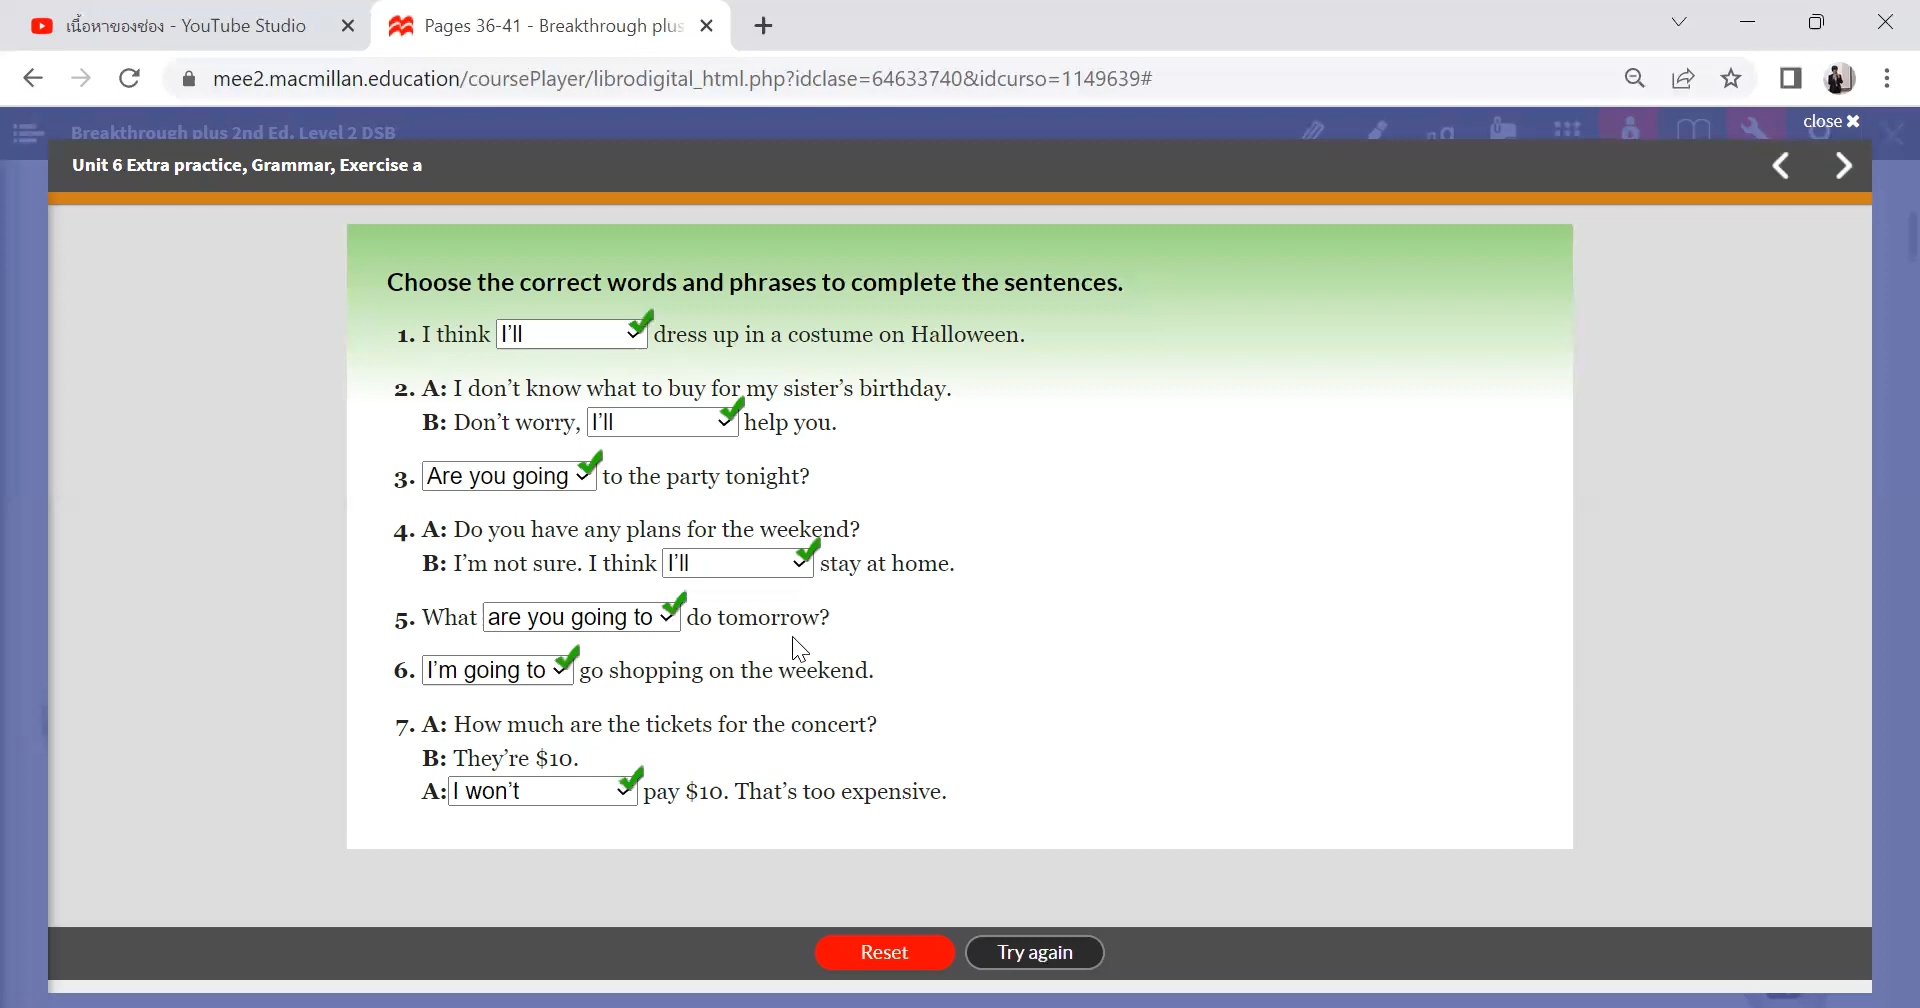 เนื้อหาของช่อง - YouTube Studio
Pages 36-41 - Breakthrough plus
mee2.macmillan.education/coursePlayer/librodigital_html.php?idclase=64633740&idcurso=1149639#
Breakthrough plus 2nd Ed. Level 2 DSB
close
Unit 6 Extra practice, Grammar, Exercise a
Choose the correct words and phrases to complete the sentences.
1. I think I’ll dress up in a costume on Halloween.
2. A: I don’t know what to buy for my sister’s birthday.
B: Don’t worry, I’ll help you.
3. Are you going to the party tonight?
4. A: Do you have any plans for the weekend?
B: I’m not sure. I think I’ll stay at home.
5. What are you going to do tomorrow?
6. I’m going to go shopping on the weekend.
7. A: How much are the tickets for the concert?
B: They’re $10.
A: I won’t pay $10. That’s too expensive.
Reset Try again